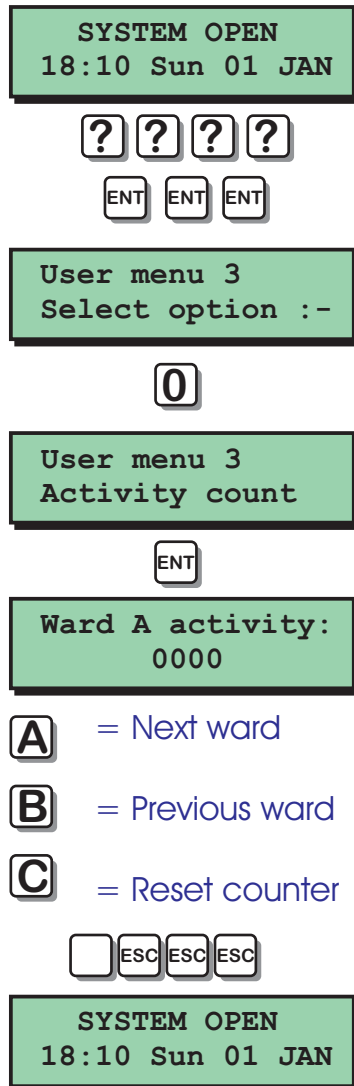 SYSTEM OPEN
18:10 Sun 01 JAN
? ? ? ?
ENT ENT ENT
User menu 3
Select option :-
0
User menu 3
Activity count
ENT
Ward A activity:
0000
A = Next ward
B = Previous ward
C = Reset counter
ESC ESC ESC
SYSTEM OPEN
18:10 Sun 01 JAN